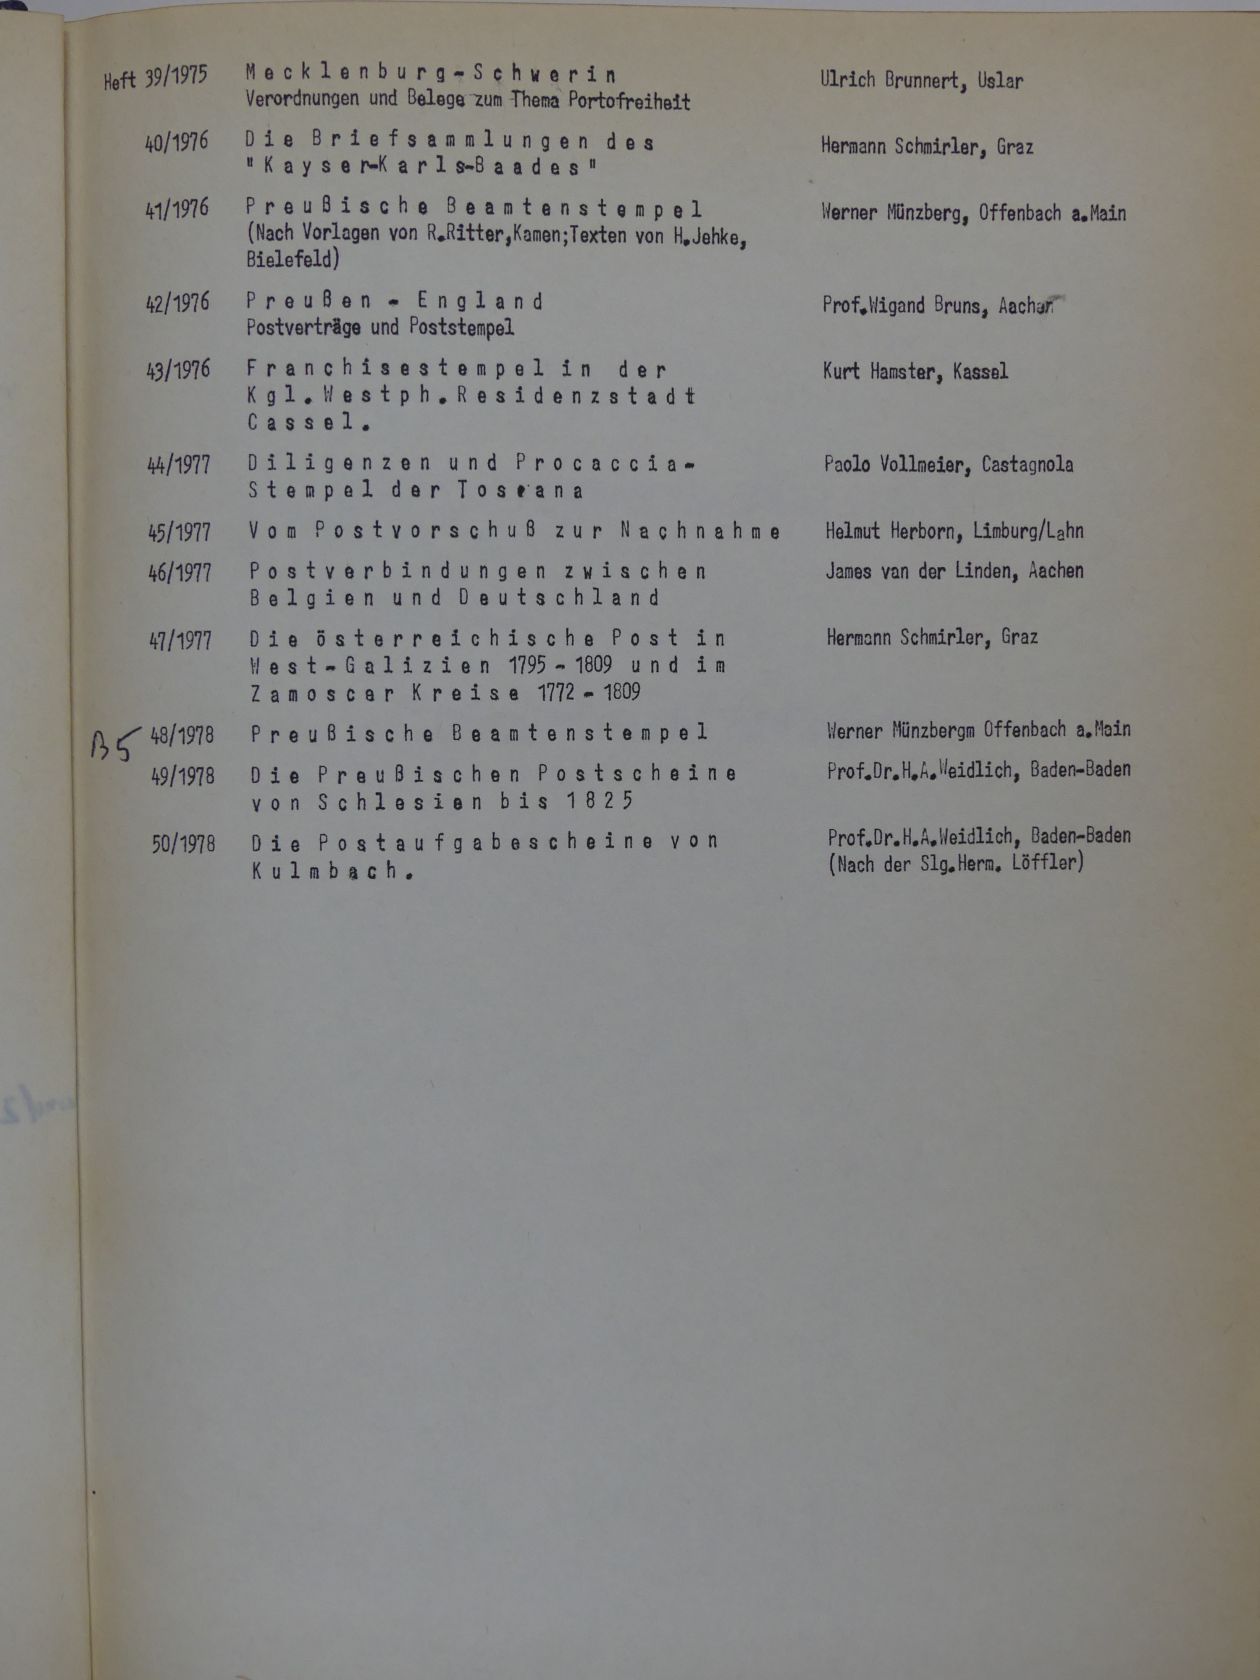 Heft 39/1975 Mecklenburg-Schwerin Ulrich Brunnert, Uslar
Verordnungen und Belege zum Thema Portofreiheit
40/1976 Die Briefsammlungen des Hermann Schmirler, Graz
"Kayser-Karls-Baades"
41/1976 Preußische Beamtenstempel Werner Münzberg, Offenbach a.Main
(Nach Vorlagen von R.Ritter,Kamen;Texten von H.Jehke,
Bielefeld)
42/1976 Preußen - England Prof.Wigand Bruns, Aachen
Postverträge und Poststempel
43/1976 Franchisestempel in der Kurt Hamster, Kassel
Kgl.Westph.Residenzstadt
Cassel.
44/1977 Diligenzen und Procaccia- Paolo Vollmeier, Castagnola
Stempel der Toscana
45/1977 Vom Postvorschuß zur Nachnahme Helmut Herborn, Limburg/Lahn
46/1977 Postverbindungen zwischen James van der Linden, Aachen
Belgien und Deutschland
47/1977 Die österreichische Post in Hermann Schmirler, Graz
West-Galizien 1795 - 1809 und im
Zamoscer Kreise 1772 - 1809
B5 48/1978 Preußische Beamtenstempel Werner Münzbergm Offenbach a.Main
49/1978 Die Preußischen Postscheine Prof.Dr.H.A.Weidlich, Baden-Baden
von Schlesien bis 1825
50/1978 Die Postaufgabescheine von Prof.Dr.H.A.Weidlich, Baden-Baden
Kulmbach. (Nach der Slg.Herm. Löffler)